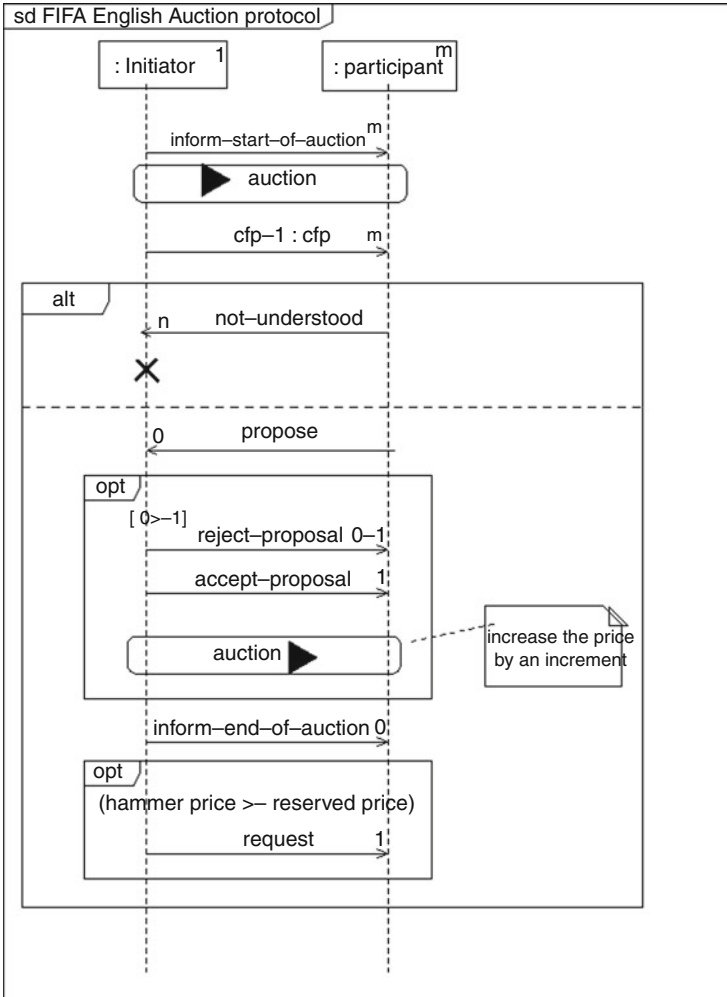 sd FIFA English Auction protocol
: Initiator 1
: participant m
inform–start–of–auction m
auction
cfp–1 : cfp m
alt
n not–understood
0 propose
opt
[ 0>–1]
reject–proposal 0–1
accept–proposal 1
auction
increase the price
by an increment
inform–end–of–auction 0
opt
(hammer price >– reserved price)
request 1